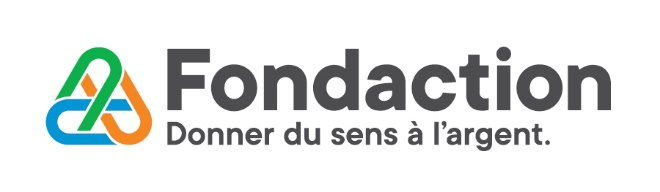 Fondaction
Donner du sens à l'argent.